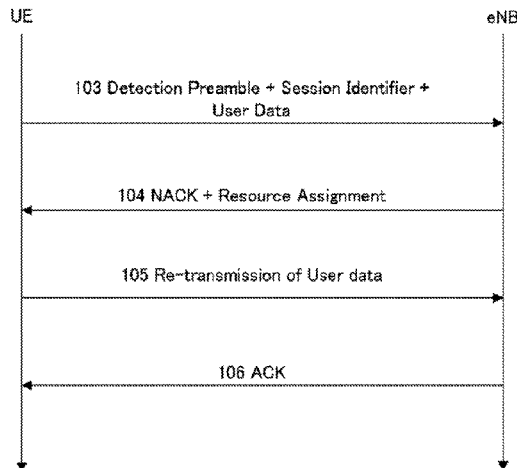 UE eNB
103 Detection Preamble + Session Identifier +
User Data
104 NACK + Resource Assignment
105 Re-transmission of User data
106 ACK